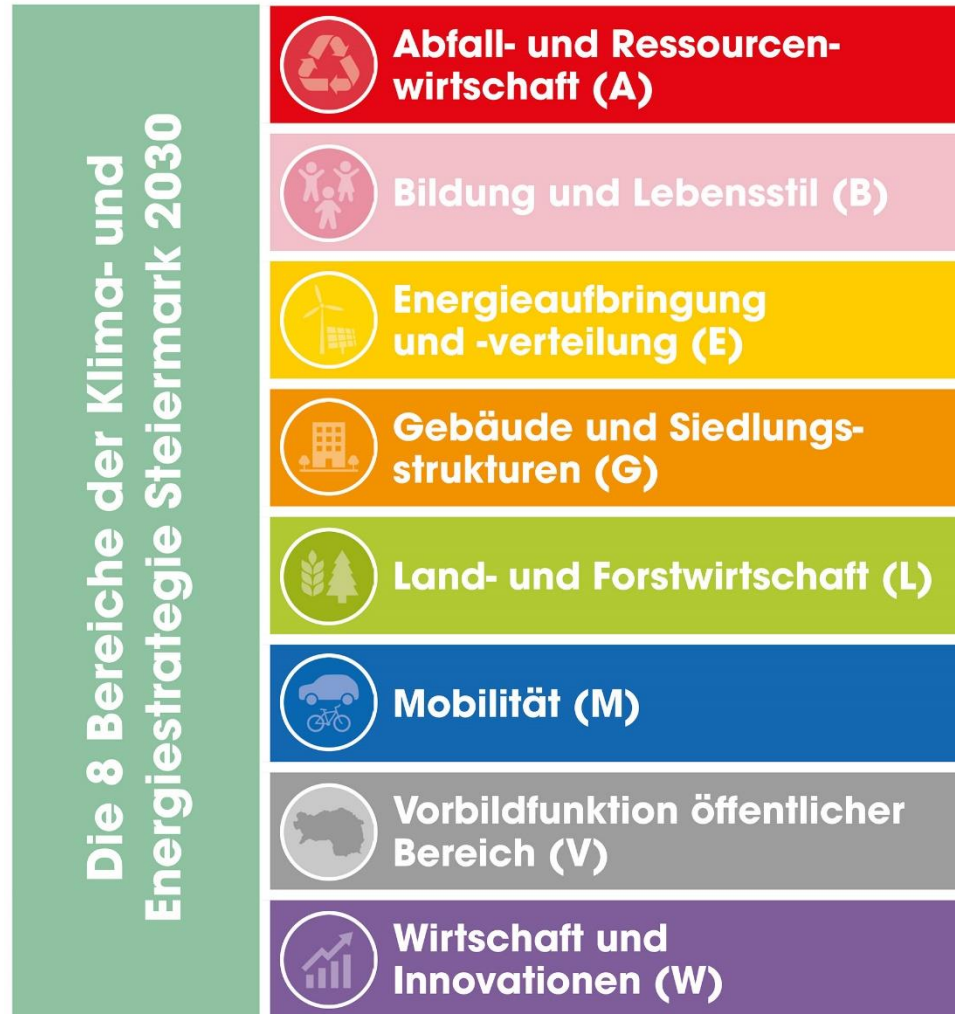 Die 8 Bereiche der Klima- und
Energiestrategie Steiermark 2030
Abfall- und Ressourcen-
wirtschaft (A)
Bildung und Lebensstil (B)
Energieaufbringung
und -verteilung (E)
Gebäude und Siedlungs-
strukturen (G)
Land- und Forstwirtschaft (L)
Mobilität (M)
Vorbildfunktion öffentlicher
Bereich (V)
Wirtschaft und
Innovationen (W)